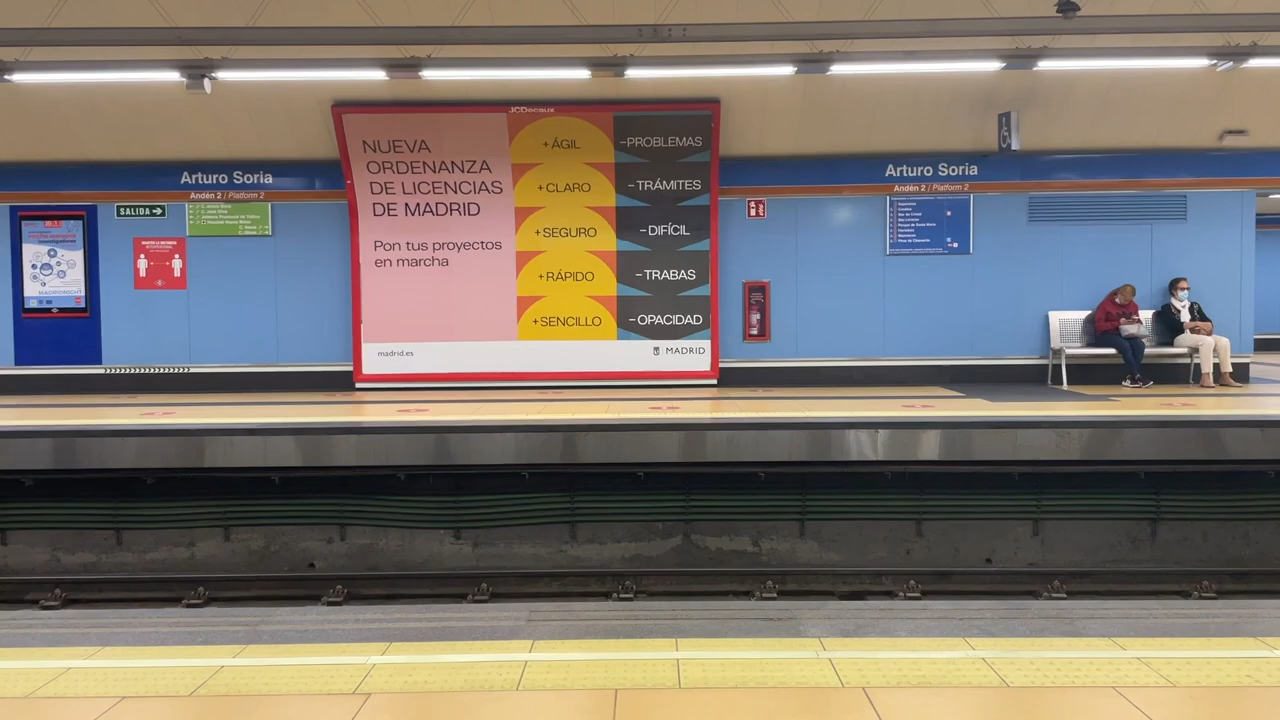 JCDecaux
NUEVA
ORDENANZA
DE LICENCIAS
DE MADRID
Pon tus proyectos
en marcha
+ÁGIL
+CLARO
+SEGURO
+RÁPIDO
+SENCILLO
−PROBLEMAS
−TRÁMITES
−DIFÍCIL
−TRABAS
−OPACIDAD
madrid.es
MADRID
Arturo Soria
Andén 2 / Platform 2
SALIDA
Arturo Soria
Andén 2 / Platform 2